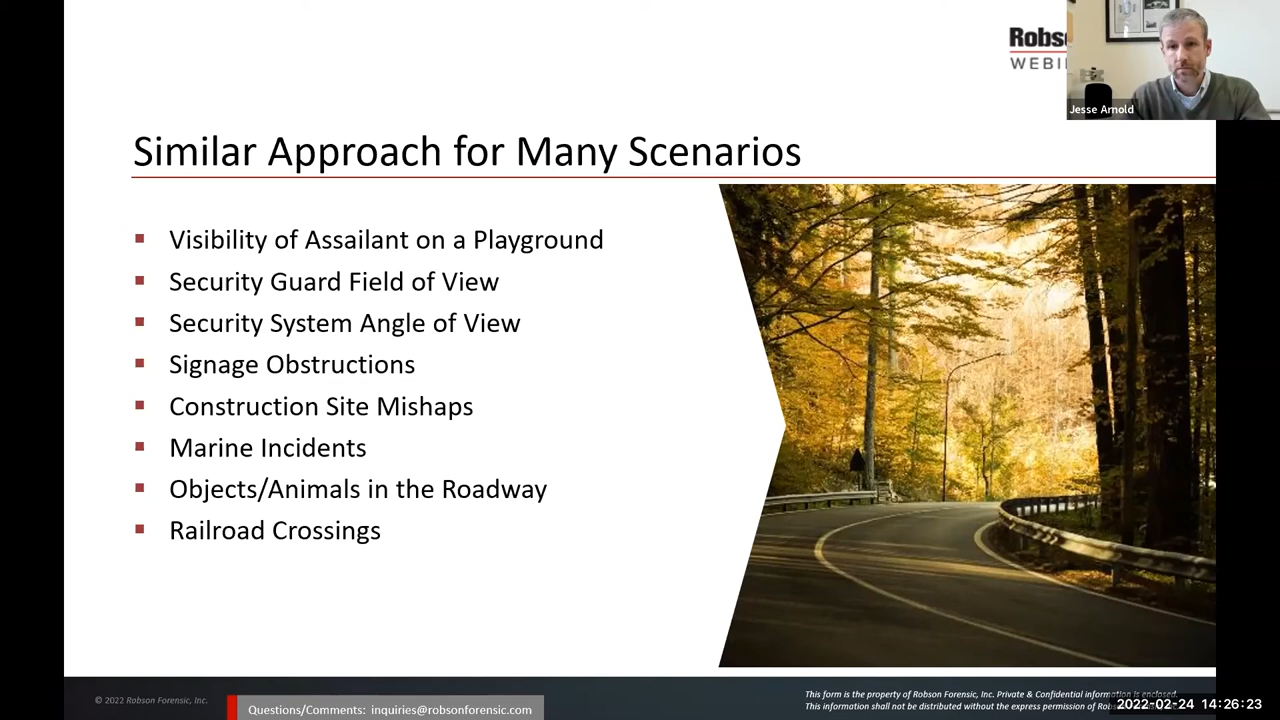 Jesse Arnold
Similar Approach for Many Scenarios
Visibility of Assailant on a Playground
Security Guard Field of View
Security System Angle of View
Signage Obstructions
Construction Site Mishaps
Marine Incidents
Objects/Animals in the Roadway
Railroad Crossings
© 2022 Robson Forensic, Inc.
Questions/Comments: inquiries@robsonforensic.com
This form is the property of Robson Forensic, Inc. Private & Confidential information is enclosed.
This information shall not be distributed without the express permission of
2022-02-24 14:26:23